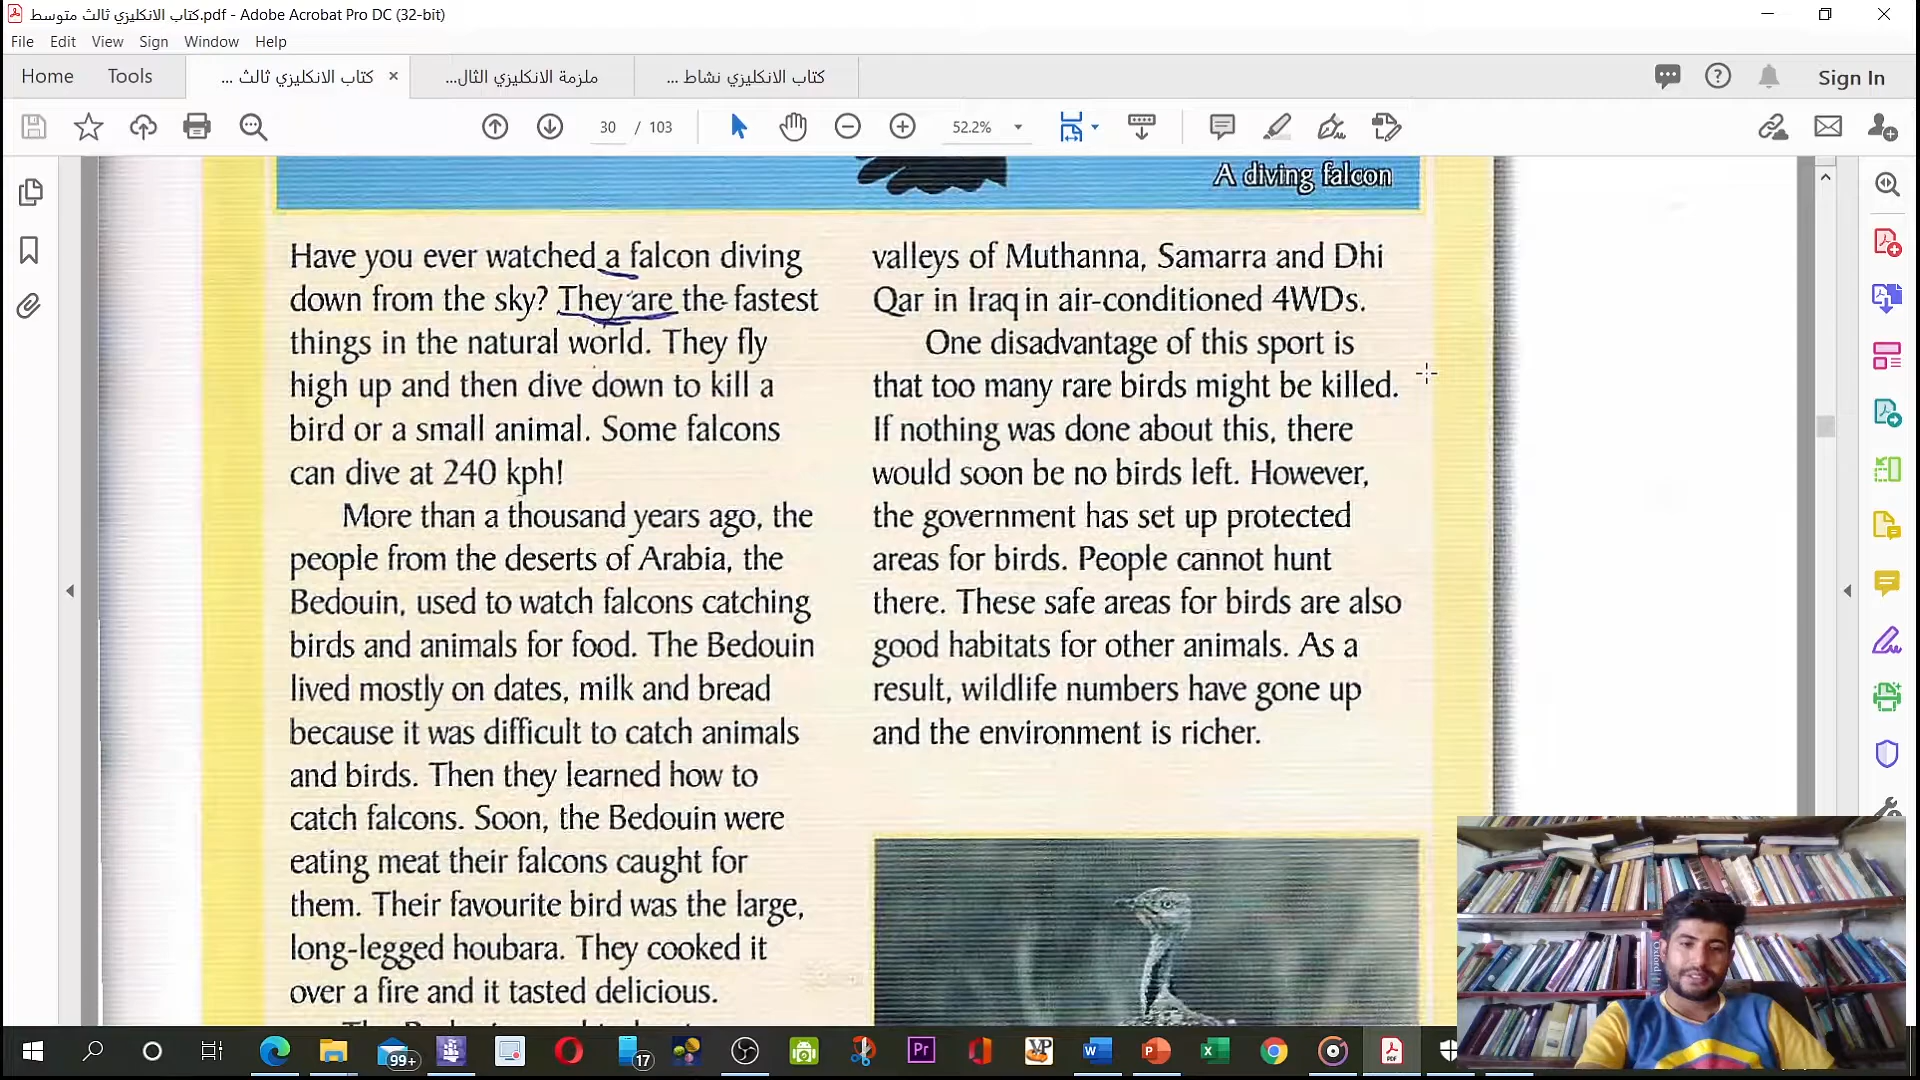 كتاب الانكليزي ثالث متوسط.pdf - Adobe Acrobat Pro DC (32-bit)
File Edit View Sign Window Help
Home Tools كتاب الانكليزي ثالث ... × ملزمة الانكليزي الثال... كتاب الانكليزي نشاط ... Sign In
30 / 103 52.2%
A diving falcon
Have you ever watched a falcon diving
down from the sky? They are the fastest
things in the natural world. They fly
high up and then dive down to kill a
bird or a small animal. Some falcons
can dive at 240 kph!
More than a thousand years ago, the
people from the deserts of Arabia, the
Bedouin, used to watch falcons catching
birds and animals for food. The Bedouin
lived mostly on dates, milk and bread
because it was difficult to catch animals
and birds. Then they learned how to
catch falcons. Soon, the Bedouin were
eating meat their falcons caught for
them. Their favourite bird was the large,
long-legged houbara. They cooked it
over a fire and it tasted delicious.
valleys of Muthanna, Samarra and Dhi
Qar in Iraq in air-conditioned 4WDs.
One disadvantage of this sport is
that too many rare birds might be killed.
If nothing was done about this, there
would soon be no birds left. However,
the government has set up protected
areas for birds. People cannot hunt
there. These safe areas for birds are also
good habitats for other animals. As a
result, wildlife numbers have gone up
and the environment is richer.
99+ 17 Pr